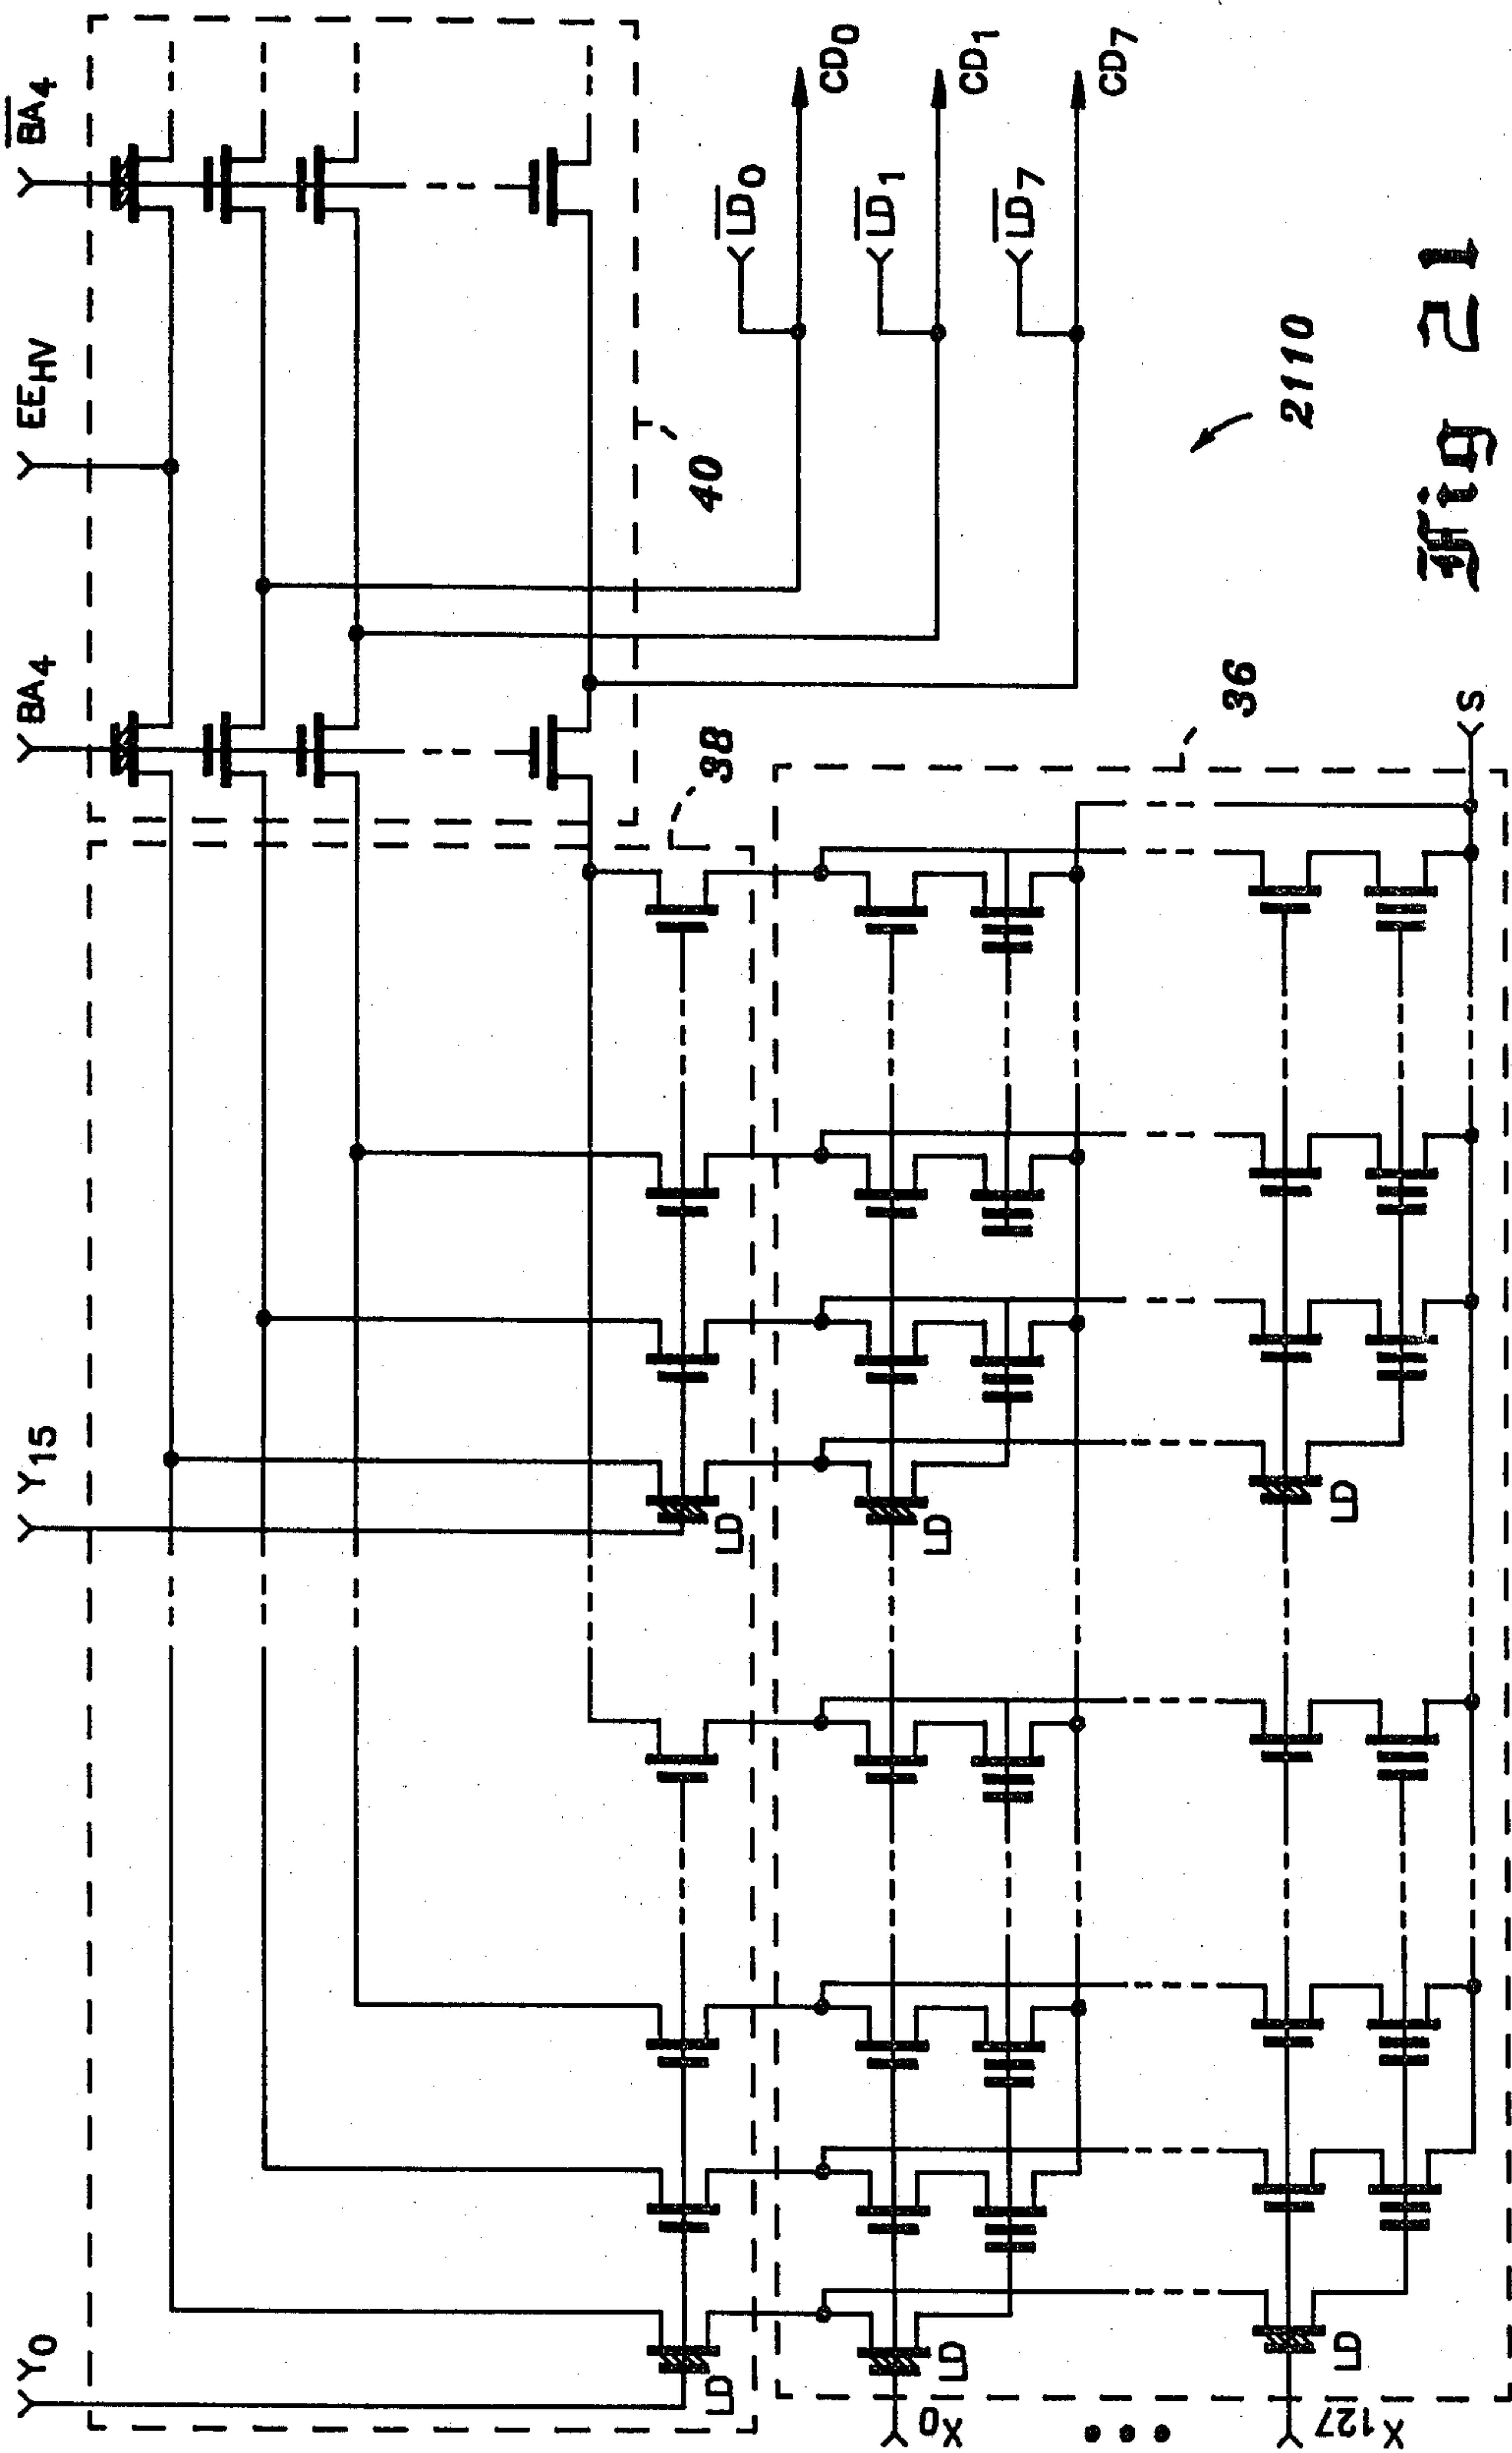 Y0
Y15
BA4
EEHV
BA4
40
LD0
CD0
LD1
CD1
LD7
CD7
38
LD
LD
36
LD
LD
X0
LD
LD
X127
S
2110
Fig 21